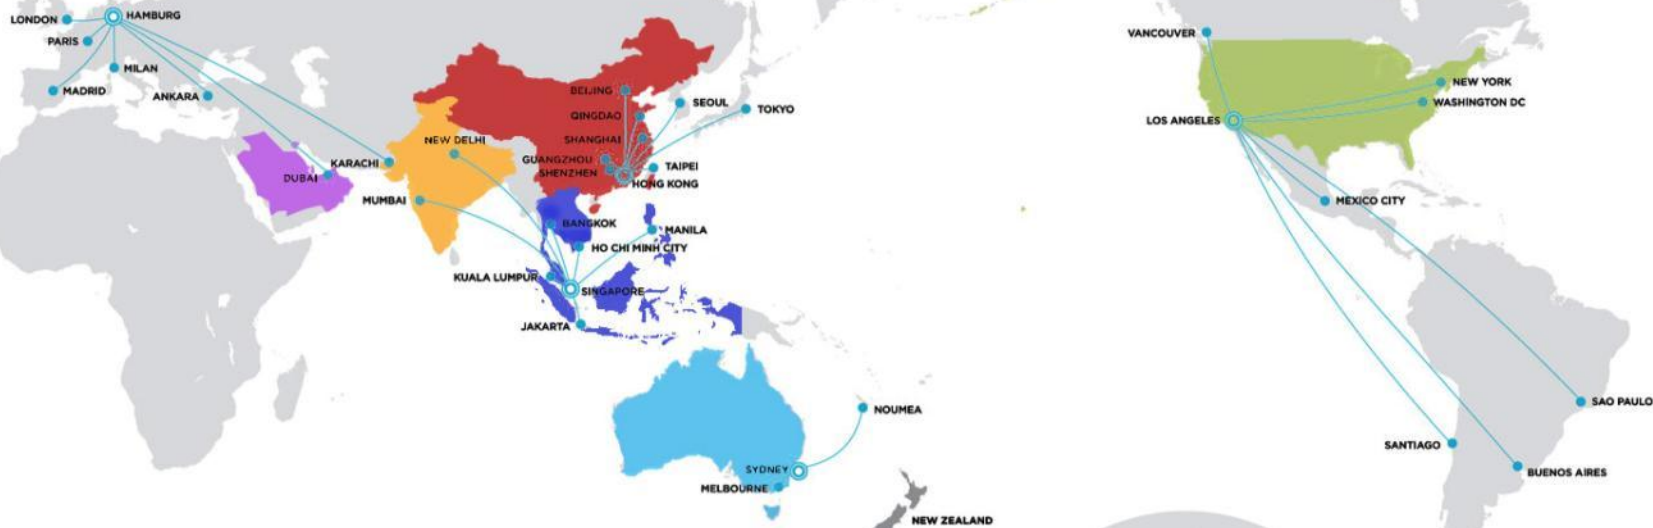 LONDON
HAMBURG
PARIS
MILAN
MADRID
ANKARA
VANCOUVER
NEW YORK
WASHINGTON DC
LOS ANGELES
BEIJING
SEOUL
TOKYO
QINGDAO
SHANGHAI
NEW DELHI
GUANGZHOU
KARACHI
TAIPEI
SHENZHEN
DUBAI
HONG KONG
MUMBAI
MEXICO CITY
BANGKOK
MANILA
HO CHI MINH CITY
KUALA LUMPUR
SINGAPORE
JAKARTA
NOUMEA
SAO PAULO
SANTIAGO
SYDNEY
BUENOS AIRES
MELBOURNE
NEW ZEALAND